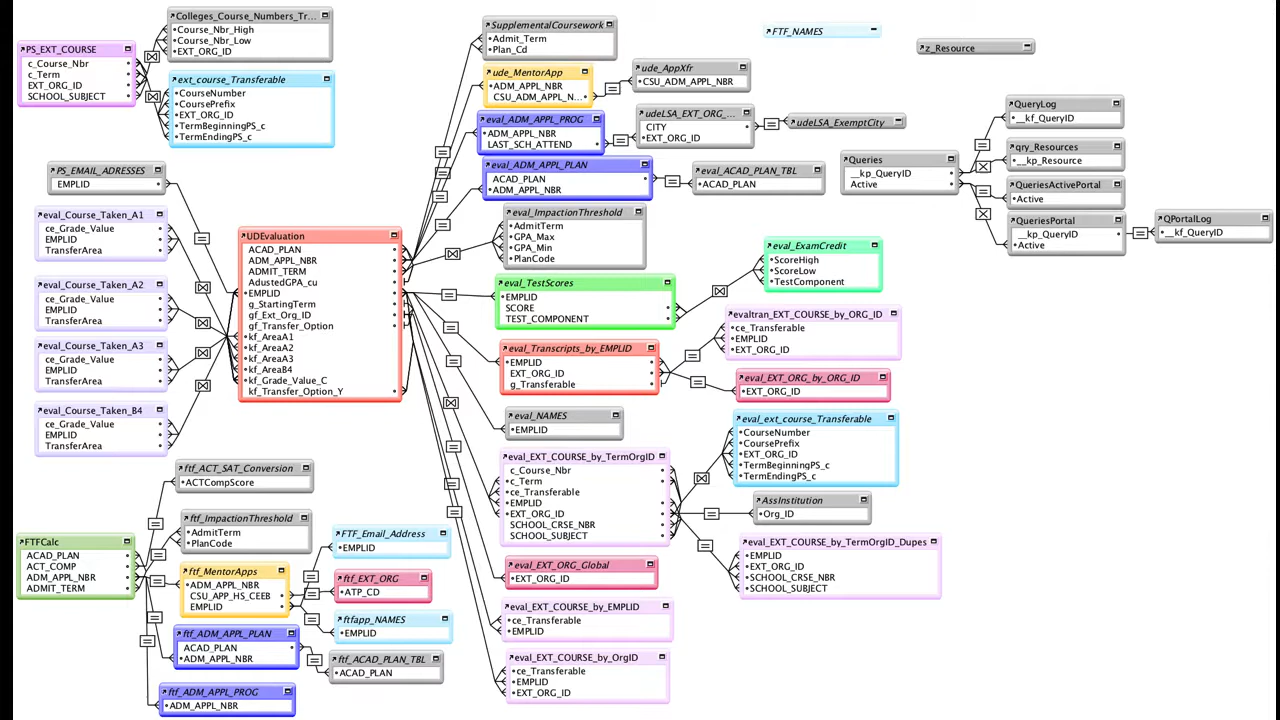 PS_EXT_COURSE
c_Course_Nbr
c_Term
EXT_ORG_ID
SCHOOL_SUBJECT
Colleges_Course_Numbers_Tr...
Course_Nbr_High
Course_Nbr_Low
EXT_ORG_ID
ext_course_Transferable
CourseNumber
CoursePrefix
EXT_ORG_ID
TermBeginningPS_c
TermEndingPS_c
PS_EMAIL_ADRESSES
EMPLID
eval_Course_Taken_A1
ce_Grade_Value
EMPLID
TransferArea
eval_Course_Taken_A2
ce_Grade_Value
EMPLID
TransferArea
eval_Course_Taken_A3
ce_Grade_Value
EMPLID
TransferArea
eval_Course_Taken_B4
ce_Grade_Value
EMPLID
TransferArea
UDEvaluation
ACAD_PLAN
ADM_APPL_NBR
ADMIT_TERM
AdustedGPA_cu
EMPLID
g_StartingTerm
gf_Ext_Org_ID
gf_Transfer_Option
kf_AreaA1
kf_AreaA2
kf_AreaA3
kf_AreaB4
kf_Grade_Value_C
kf_Transfer_Option_Y
SupplementalCoursework
Admit_Term
Plan_Cd
ude_MentorApp
ADM_APPL_NBR
CSU_ADM_APPL_N...
ude_AppXfr
CSU_ADM_APPL_NBR
eval_ADM_APPL_PROG
ADM_APPL_NBR
LAST_SCH_ATTEND
udeLSA_EXT_ORG_...
CITY
EXT_ORG_ID
udeLSA_ExemptCity
eval_ADM_APPL_PLAN
ACAD_PLAN
ADM_APPL_NBR
eval_ACAD_PLAN_TBL
ACAD_PLAN
eval_ImpactionThreshold
AdmitTerm
GPA_Max
GPA_Min
PlanCode
eval_TestScores
EMPLID
SCORE
TEST_COMPONENT
eval_ExamCredit
ScoreHigh
ScoreLow
TestComponent
eval_Transcripts_by_EMPLID
EMPLID
EXT_ORG_ID
g_Transferable
evaltran_EXT_COURSE_by_ORG_ID
ce_Transferable
EMPLID
EXT_ORG_ID
eval_EXT_ORG_by_ORG_ID
EXT_ORG_ID
eval_NAMES
EMPLID
eval_EXT_COURSE_by_TermOrgID
c_Course_Nbr
c_Term
ce_Transferable
EMPLID
EXT_ORG_ID
SCHOOL_CRSE_NBR
SCHOOL_SUBJECT
eval_ext_course_Transferable
CourseNumber
CoursePrefix
EXT_ORG_ID
TermBeginningPS_c
TermEndingPS_c
AssInstitution
Org_ID
eval_EXT_COURSE_by_TermOrgID_Dupes
EMPLID
EXT_ORG_ID
SCHOOL_CRSE_NBR
SCHOOL_SUBJECT
eval_EXT_ORG_Global
EXT_ORG_ID
eval_EXT_COURSE_by_EMPLID
ce_Transferable
EMPLID
eval_EXT_COURSE_by_OrgID
ce_Transferable
EMPLID
EXT_ORG_ID
FTF_NAMES
z_Resource
Queries
__kp_QueryID
Active
QueryLog
__kf_QueryID
qry_Resources
__kp_Resource
QueriesActivePortal
Active
QueriesPortal
__kp_QueryID
Active
QPortalLog
__kf_QueryID
FTFCalc
ACAD_PLAN
ACT_COMP
ADM_APPL_NBR
ADMIT_TERM
ftf_ACT_SAT_Conversion
ACTCompScore
ftf_ImpactionThreshold
AdmitTerm
PlanCode
ftf_MentorApps
ADM_APPL_NBR
CSU_APP_HS_CEEB
EMPLID
FTF_Email_Address
EMPLID
ftf_EXT_ORG
ATP_CD
ftfapp_NAMES
EMPLID
ftf_ADM_APPL_PLAN
ACAD_PLAN
ADM_APPL_NBR
ftf_ACAD_PLAN_TBL
ACAD_PLAN
ftf_ADM_APPL_PROG
ADM_APPL_NBR